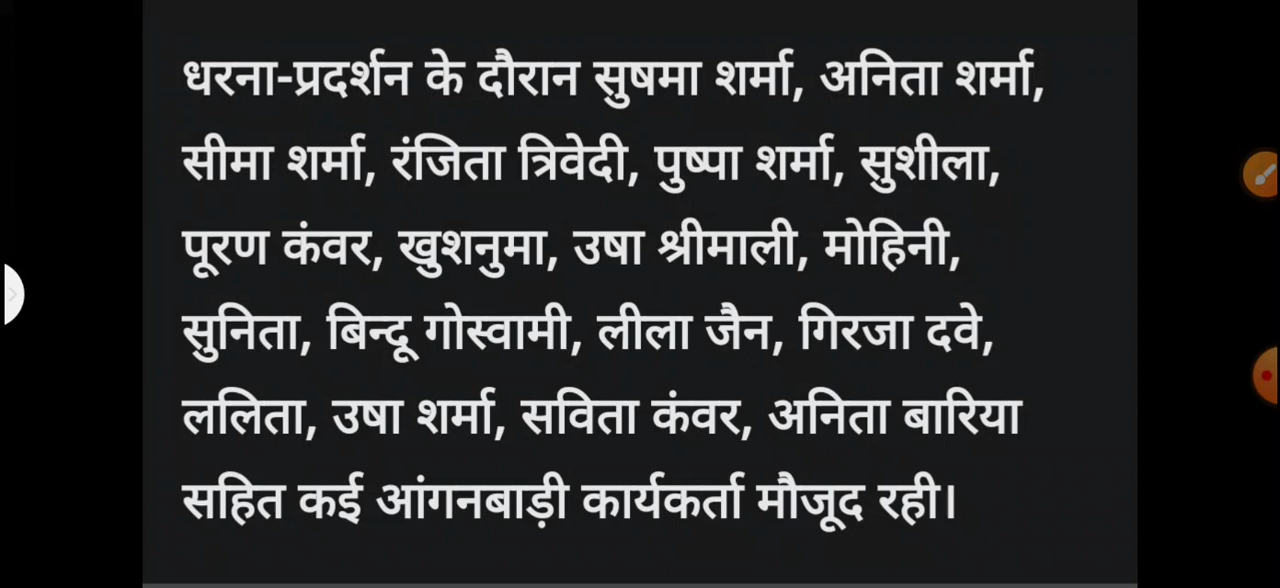 धरना-प्रदर्शन के दौरान सुषमा शर्मा, अनिता शर्मा,
सीमा शर्मा, रंजिता त्रिवेदी, पुष्पा शर्मा, सुशीला,
पूरण कंवर, खुशनुमा, उषा श्रीमाली, मोहिनी,
सुनिता, बिन्दू गोस्वामी, लीला जैन, गिरजा दवे,
ललिता, उषा शर्मा, सविता कंवर, अनिता बारिया
सहित कई आंगनबाड़ी कार्यकर्ता मौजूद रही।